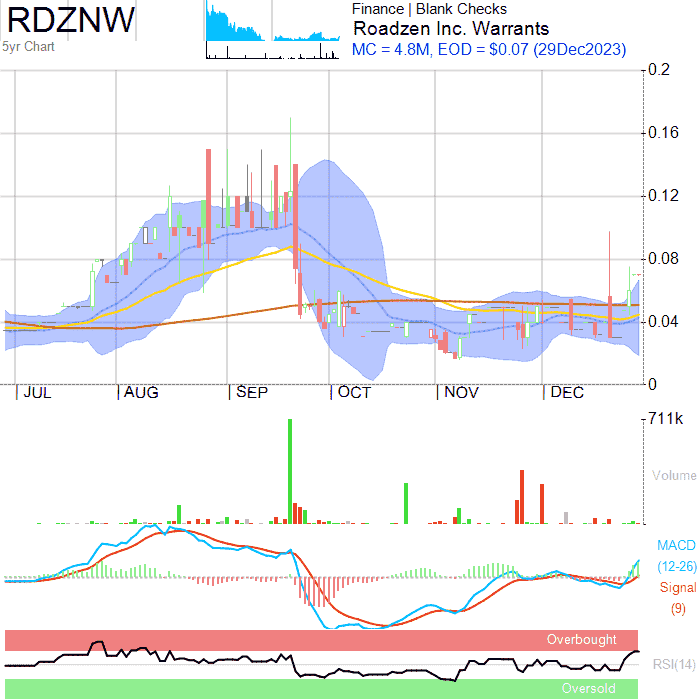 RDZNW
5yr Chart
Finance | Blank Checks
Roadzen Inc. Warrants
MC = 4.8M, EOD = $0.07 (29Dec2023)
0.2
0.16
0.12
0.08
0.04
0
JUL AUG SEP OCT NOV DEC
711k
Volume
MACD
(12-26)
Signal
(9)
Overbought
RSI(14)
Oversold